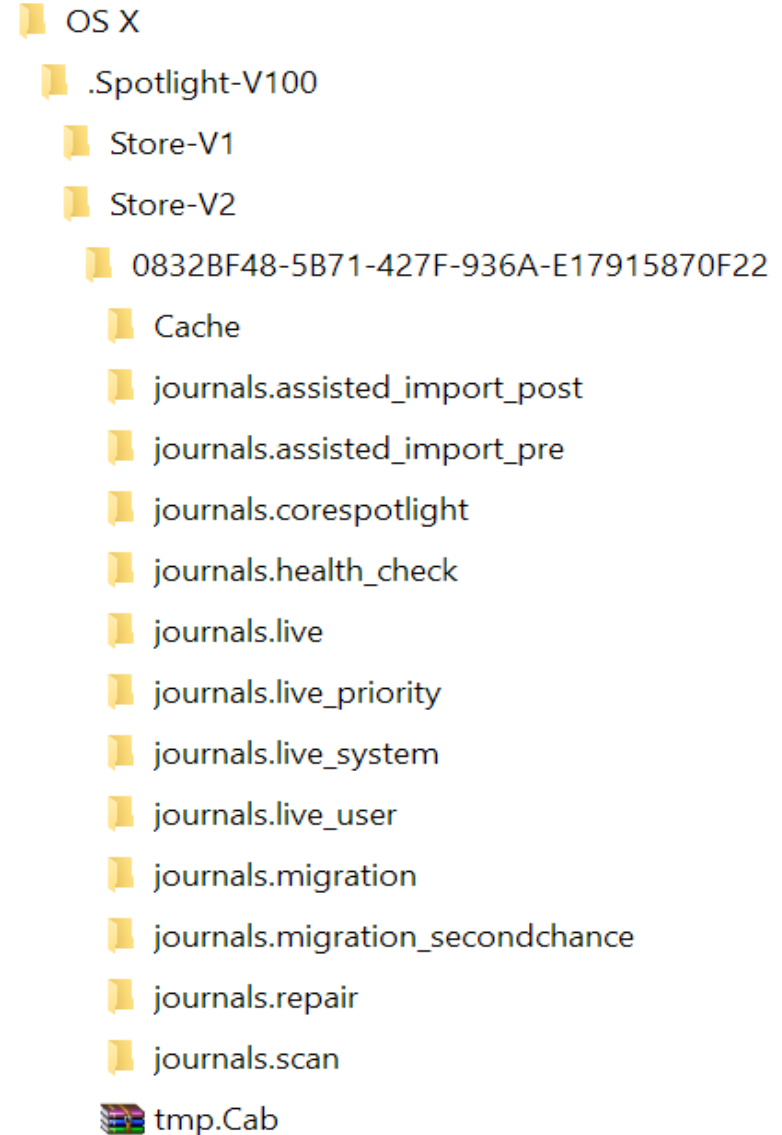 OS X
.Spotlight-V100
Store-V1
Store-V2
0832BF48-5B71-427F-936A-E17915870F22
Cache
journals.assisted_import_post
journals.assisted_import_pre
journals.corespotlight
journals.health_check
journals.live
journals.live_priority
journals.live_system
journals.live_user
journals.migration
journals.migration_secondchance
journals.repair
journals.scan
tmp.Cab